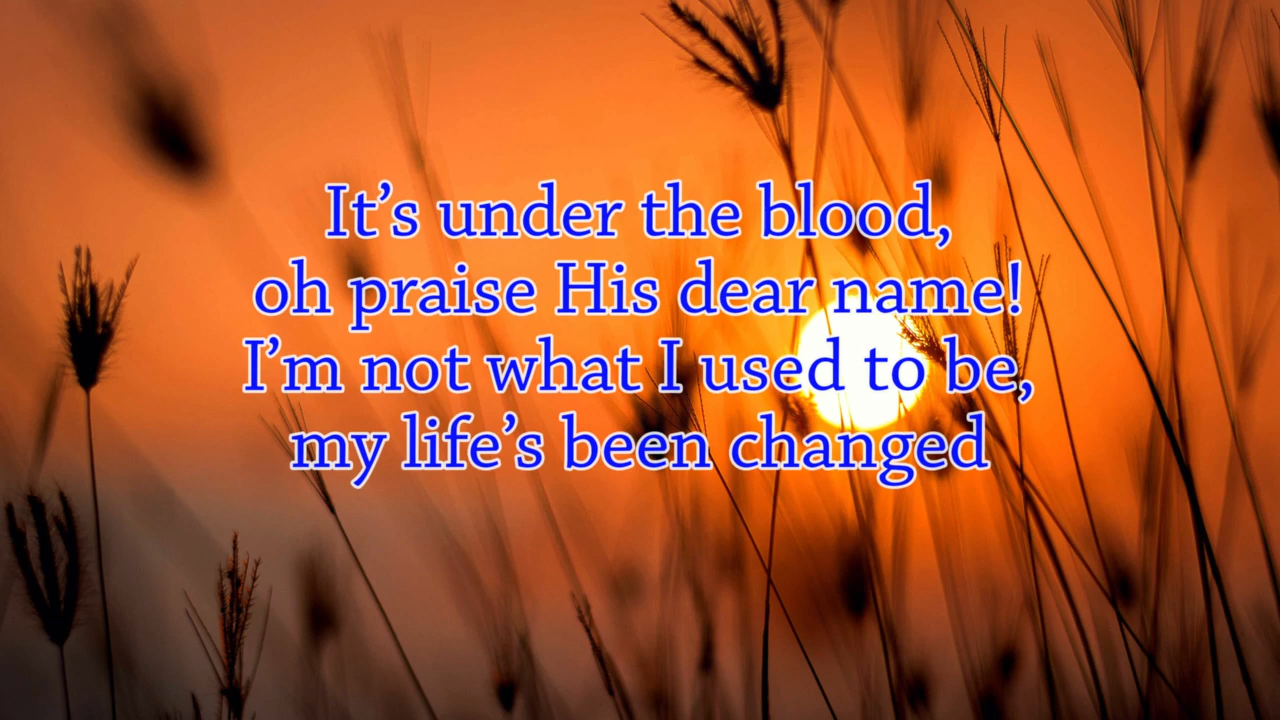 It’s under the blood,
oh praise His dear name!
I’m not what I used to be,
my life’s been changed